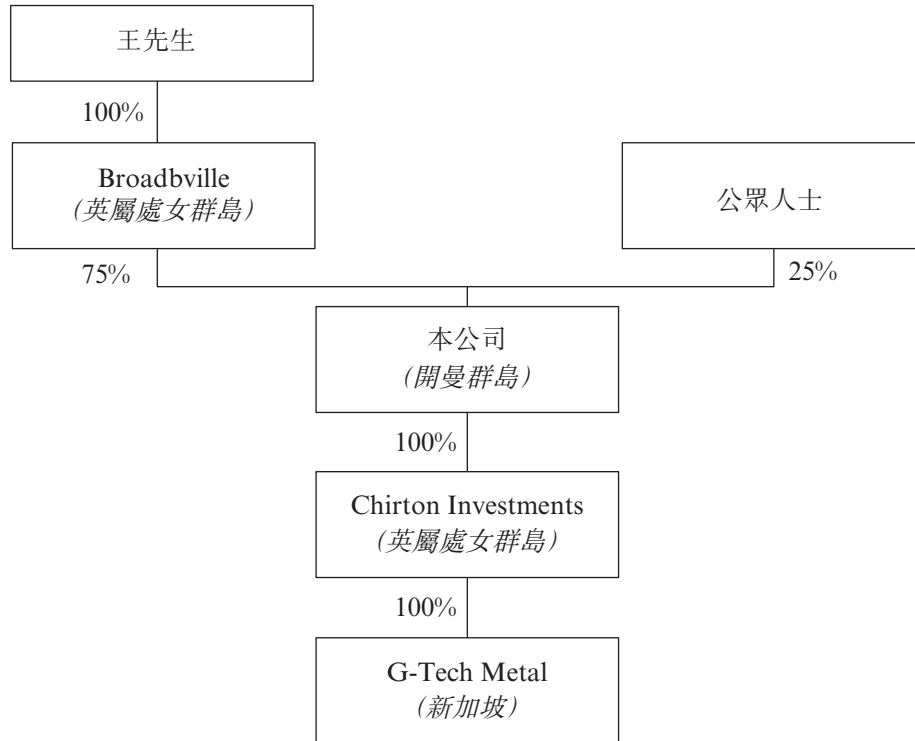 王先生
100%
Broadbville
(英屬處女群島)
公眾人士
75%
25%
本公司
(開曼群島)
100%
Chirton Investments
(英屬處女群島)
100%
G-Tech Metal
(新加坡)